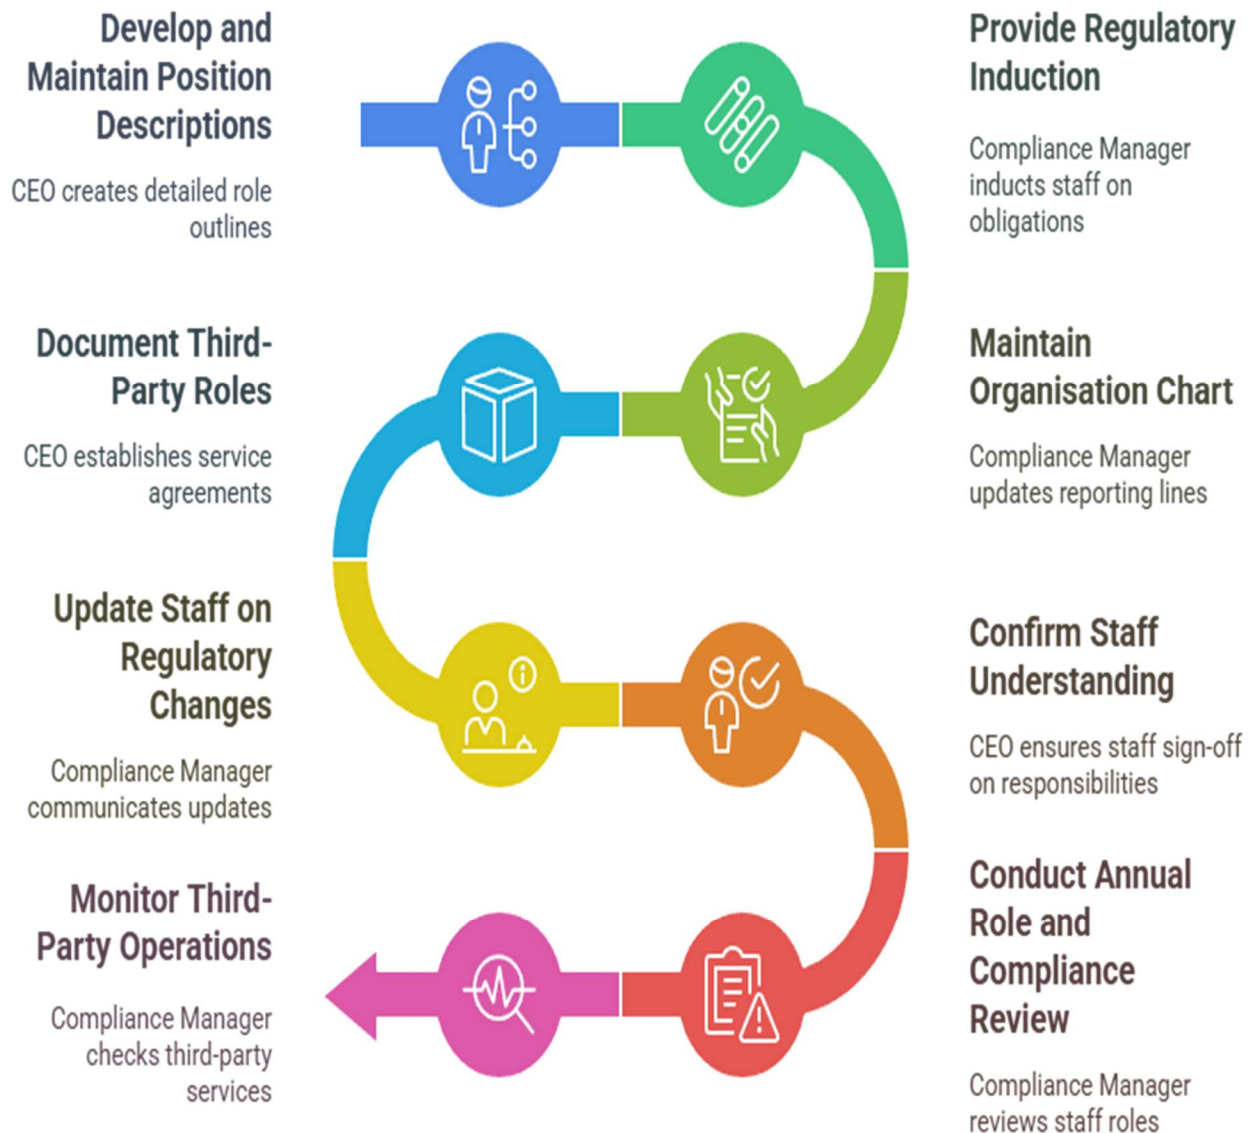 Develop and
Maintain Position
Descriptions
CEO creates detailed role
outlines
Provide Regulatory
Induction
Compliance Manager
inducts staff on
obligations
Maintain
Organisation Chart
Compliance Manager
updates reporting lines
Document Third-
Party Roles
CEO establishes service
agreements
Update Staff on
Regulatory
Changes
Compliance Manager
communicates updates
Confirm Staff
Understanding
CEO ensures staff sign-off
on responsibilities
Conduct Annual
Role and
Compliance
Review
Compliance Manager
reviews staff roles
Monitor Third-
Party Operations
Compliance Manager
checks third-party
services